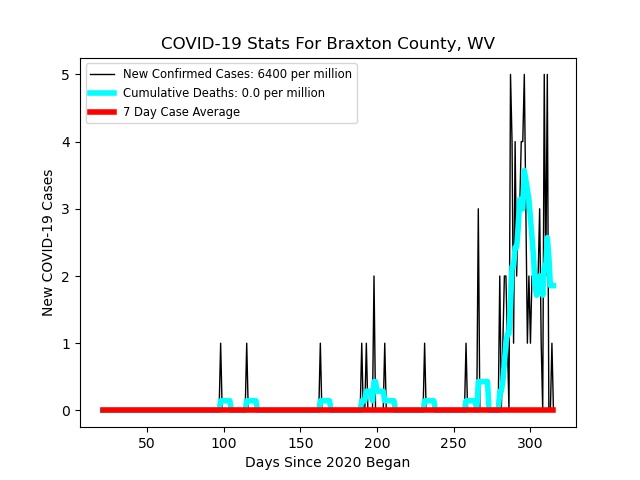 COVID-19 Stats For Braxton County, WV
New Confirmed Cases: 6400 per million
Cumulative Deaths: 0.0 per million
7 Day Case Average
New COVID-19 Cases
5
4
3
2
1
0
50 100 150 200 250 300
Days Since 2020 Began